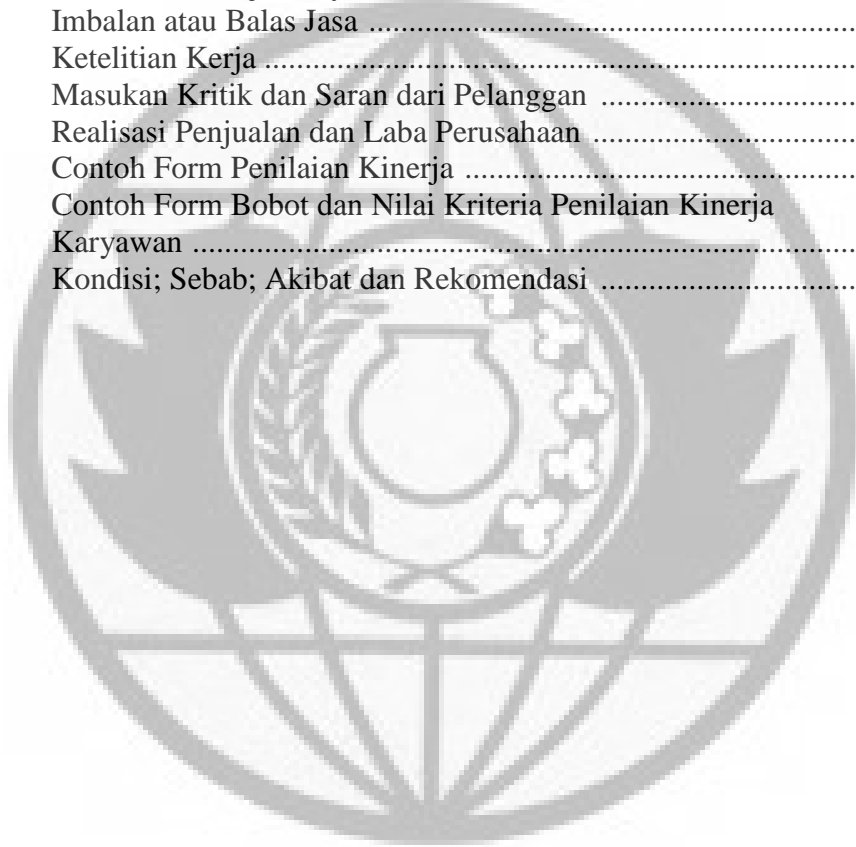 Imbalan atau Balas Jasa ............................................................
Ketelitian Kerja ..........................................................................
Masukan Kritik dan Saran dari Pelanggan ................................
Realisasi Penjualan dan Laba Perusahaan .................................
Contoh Form Penilaian Kinerja .................................................
Contoh Form Bobot dan Nilai Kriteria Penilaian Kinerja
Karyawan ...................................................................................
Kondisi; Sebab; Akibat dan Rekomendasi ................................